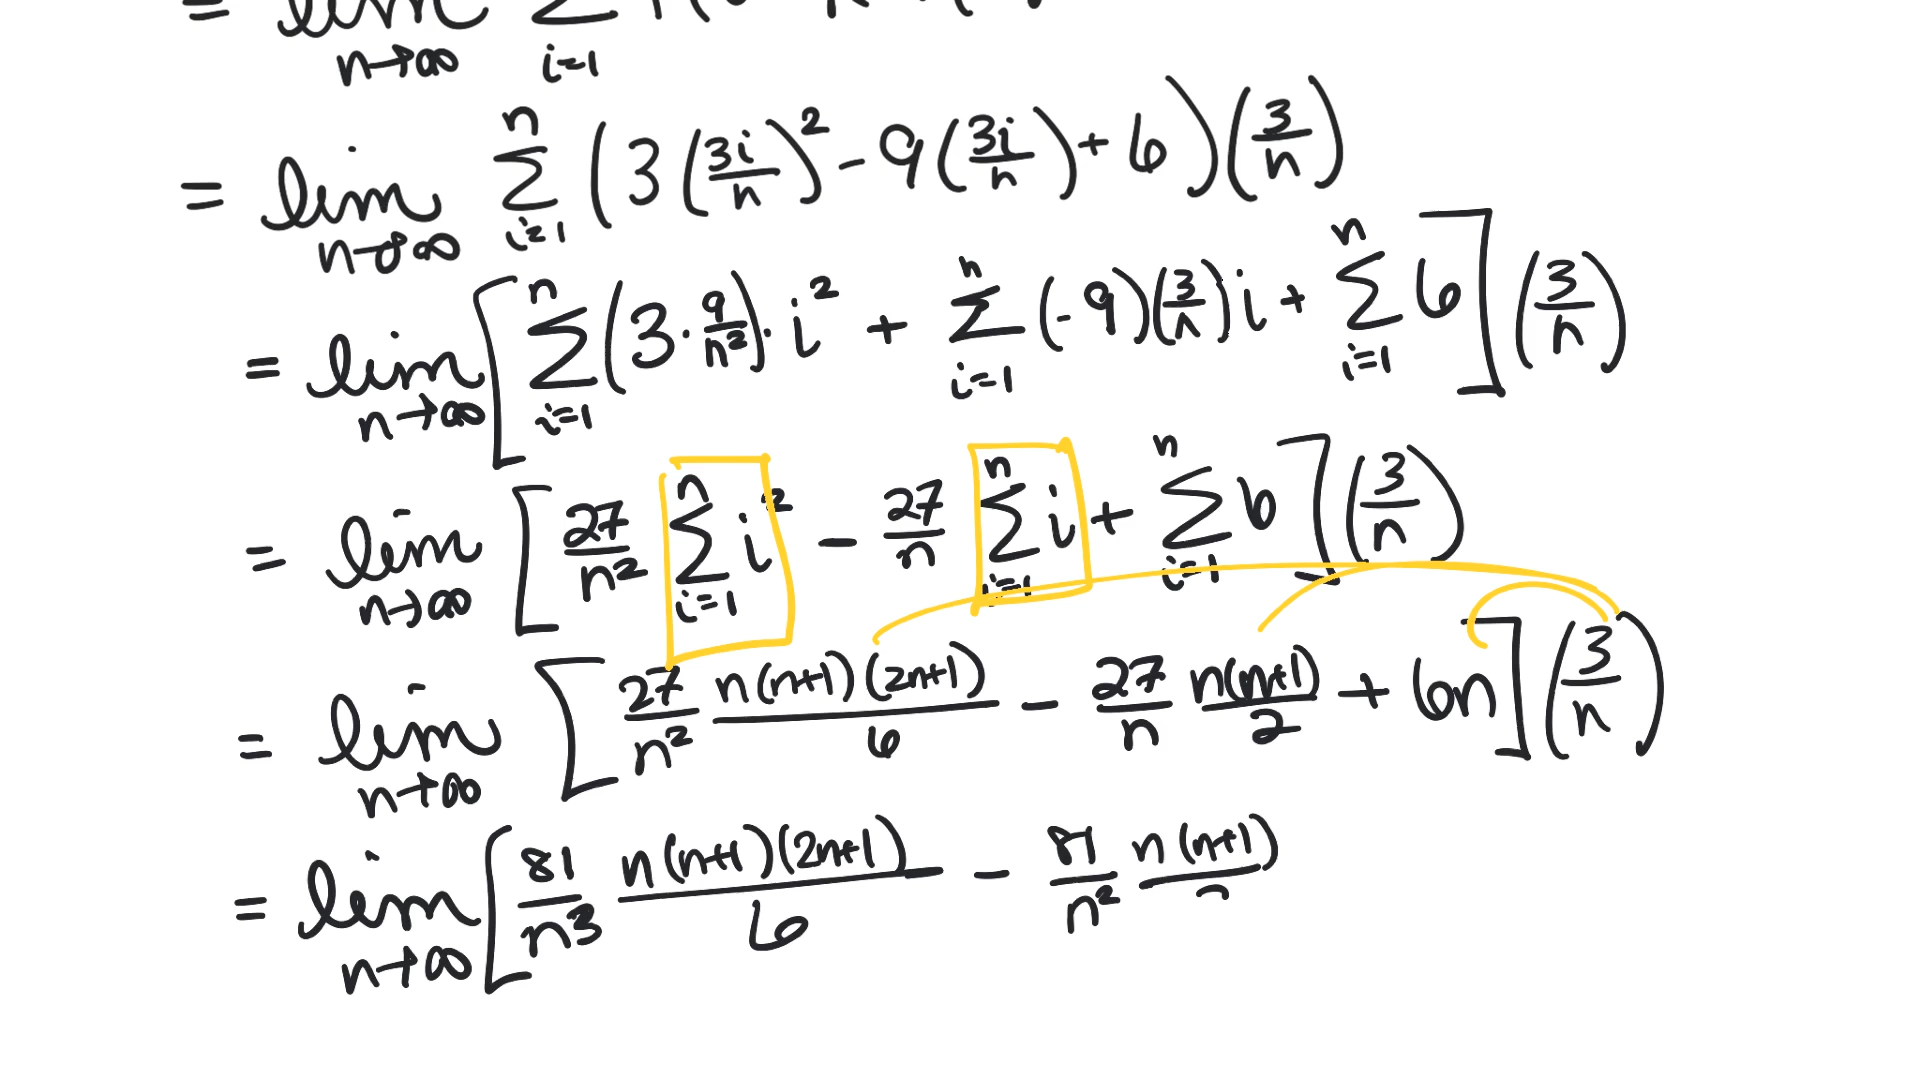 = lim n→∞ Σ i=1
= lim n→∞ Σ i=1 n (3(3i/n)² - 9(3i/n) + 6)(3/n)
= lim n→∞ [Σ i=1 n (3·9/n²)·i² + Σ i=1 n (-9)(3/n)i + Σ i=1 n 6](3/n)
= lim n→∞ [27/n² Σ i=1 n i² - 27/n Σ i=1 n i + Σ i=1 n 6](3/n)
= lim n→∞ [27/n² n(n+1)(2n+1)/6 - 27/n n(n+1)/2 + 6n](3/n)
= lim n→∞ [81/n³ n(n+1)(2n+1)/6 - 81/n² n(n+1)/